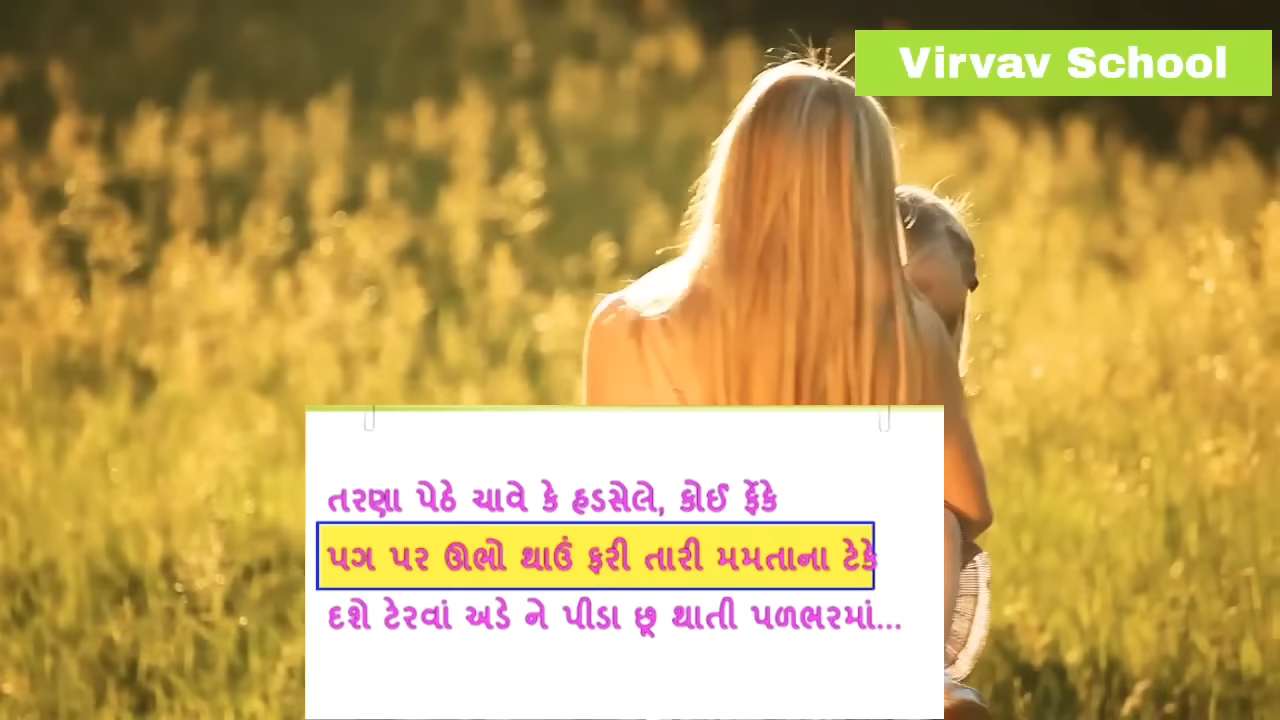 Virvav School
તરણા પેઠે ચાવે કે હડસેલે, કોઈ ફેંકે
પગ પર ઊભો થાઉં ફરી તારી મમતાના ટેકે
દશે ટેરવાં અડે ને પીડા છૂ થાતી પળભરમાં...